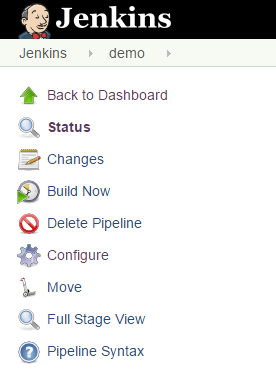 Jenkins
Jenkins demo
Back to Dashboard
Status
Changes
Build Now
Delete Pipeline
Configure
Move
Full Stage View
Pipeline Syntax